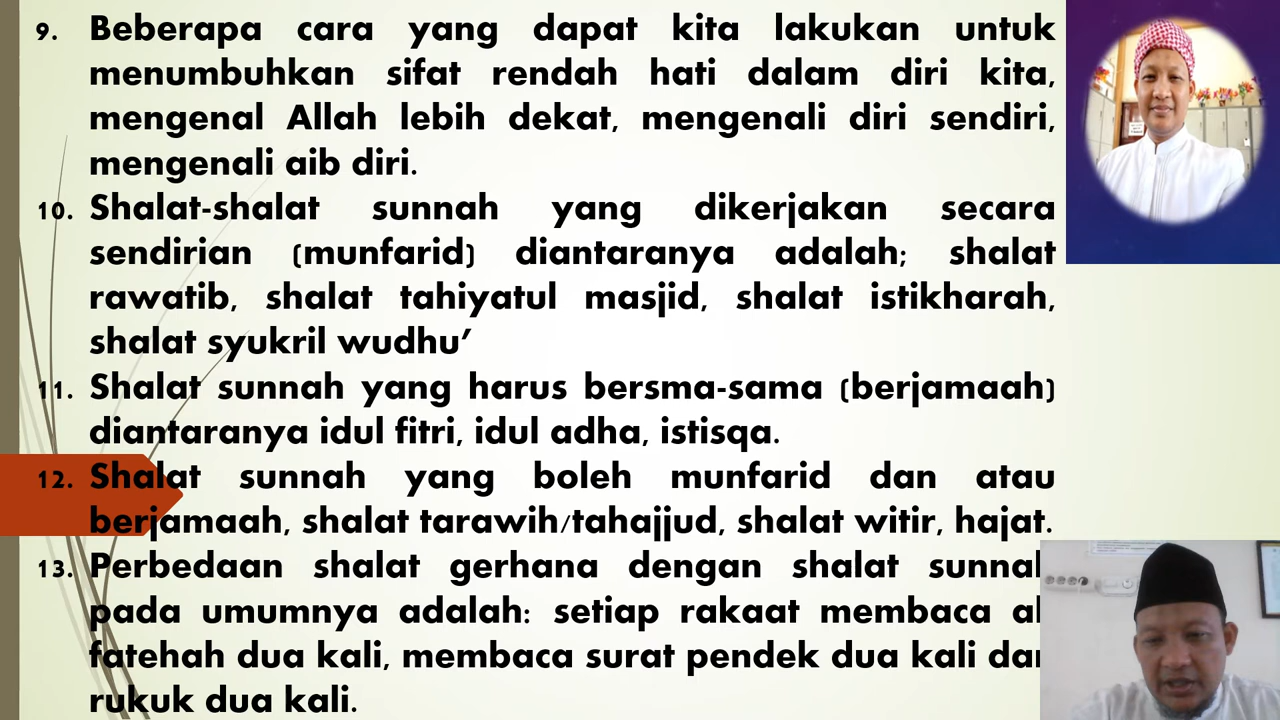 9. Beberapa cara yang dapat kita lakukan untuk
menumbuhkan sifat rendah hati dalam diri kita,
mengenal Allah lebih dekat, mengenali diri sendiri,
mengenali aib diri.
10. Shalat-shalat sunnah yang dikerjakan secara
sendirian (munfarid) diantaranya adalah; shalat
rawatib, shalat tahiyatul masjid, shalat istikharah,
shalat syukril wudhu’
11. Shalat sunnah yang harus bersma-sama (berjamaah)
diantaranya idul fitri, idul adha, istisqa.
12. Shalat sunnah yang boleh munfarid dan atau
berjamaah, shalat tarawih/tahajjud, shalat witir, hajat.
13. Perbedaan shalat gerhana dengan shalat sunnah
pada umumnya adalah: setiap rakaat membaca al
fatehah dua kali, membaca surat pendek dua kali dan
rukuk dua kali.